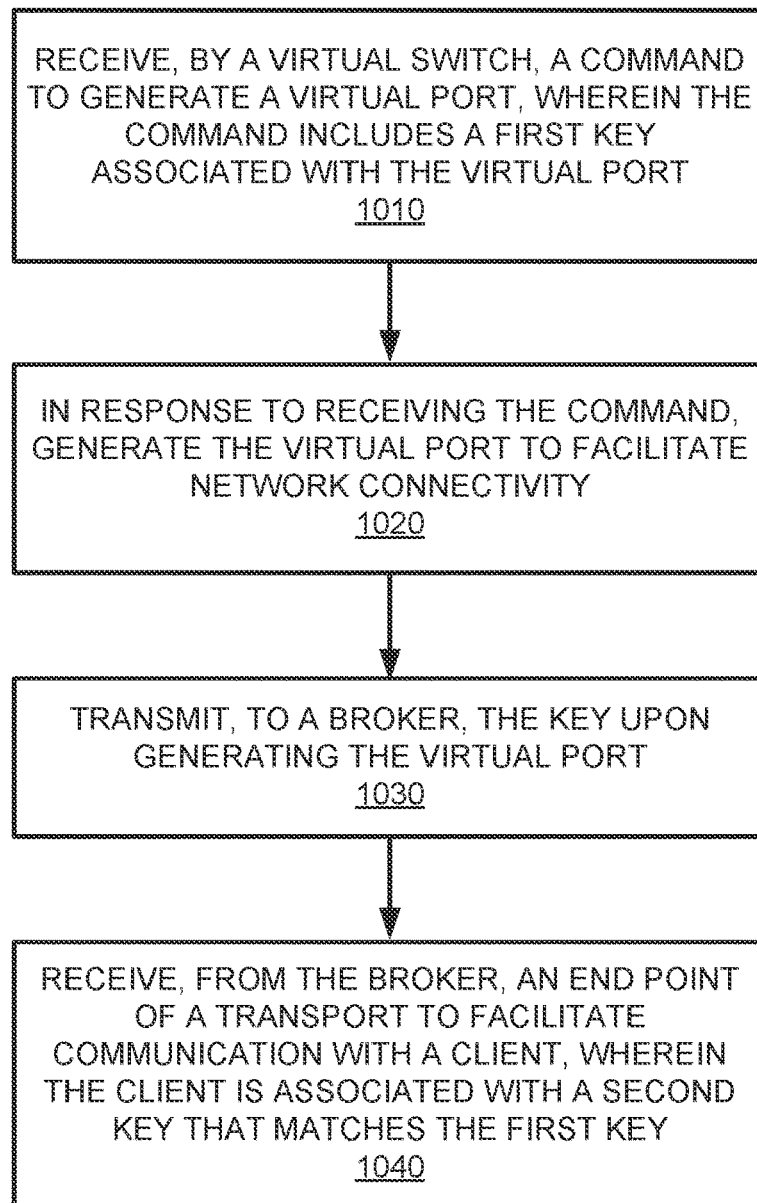 RECEIVE, BY A VIRTUAL SWITCH, A COMMAND
TO GENERATE A VIRTUAL PORT, WHEREIN THE
COMMAND INCLUDES A FIRST KEY
ASSOCIATED WITH THE VIRTUAL PORT
1010
IN RESPONSE TO RECEIVING THE COMMAND,
GENERATE THE VIRTUAL PORT TO FACILITATE
NETWORK CONNECTIVITY
1020
TRANSMIT, TO A BROKER, THE KEY UPON
GENERATING THE VIRTUAL PORT
1030
RECEIVE, FROM THE BROKER, AN END POINT
OF A TRANSPORT TO FACILITATE
COMMUNICATION WITH A CLIENT, WHEREIN
THE CLIENT IS ASSOCIATED WITH A SECOND
KEY THAT MATCHES THE FIRST KEY
1040